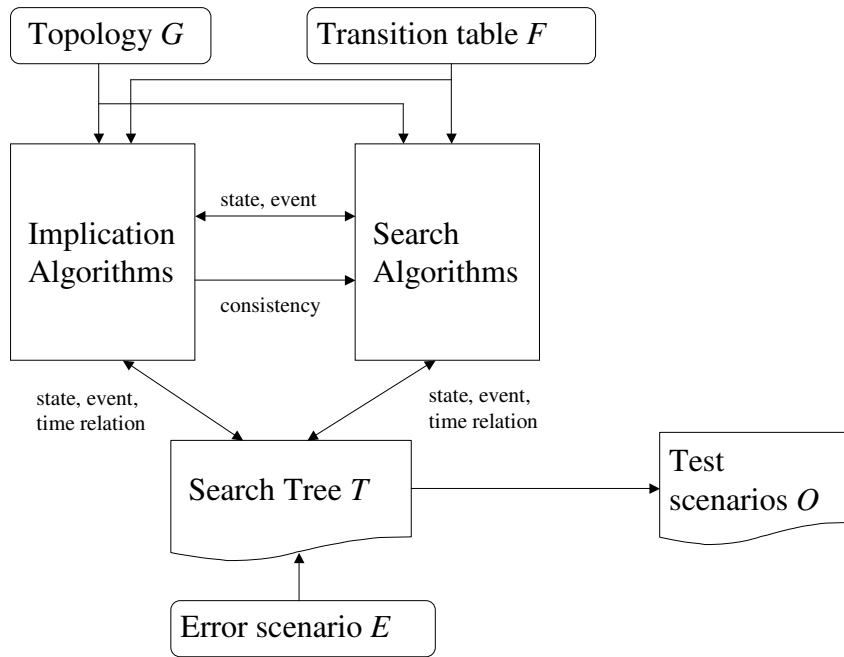 Topology G
Transition table F
Implication
Algorithms
state, event
consistency
Search
Algorithms
state, event,
time relation
state, event,
time relation
Search Tree T
Test
scenarios O
Error scenario E